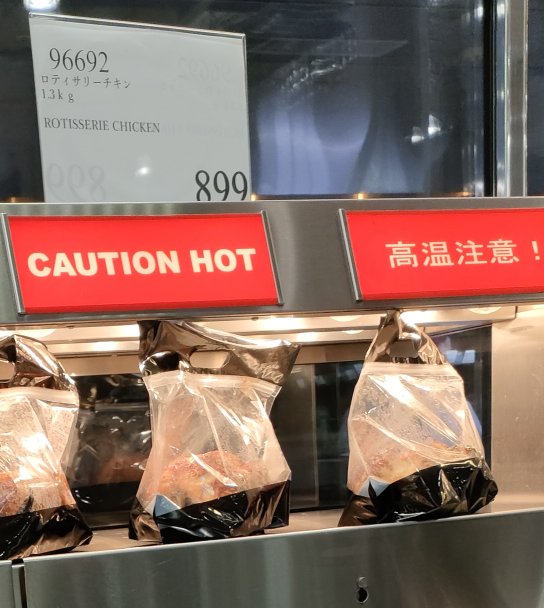 96692
ロティサリーチキン
1.3ｋｇ
ROTISSERIE CHICKEN
899
CAUTION HOT
高温注意！